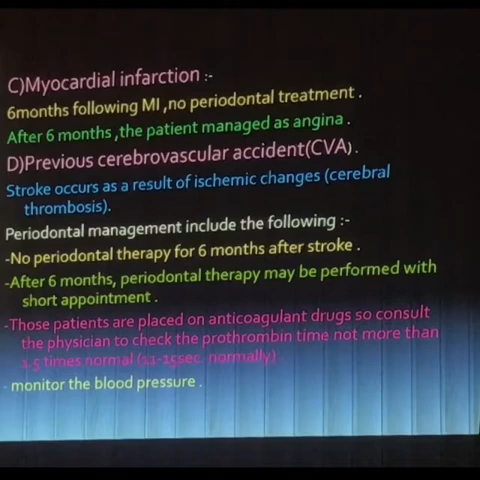 C)Myocardial infarction :-
6months following MI ,no periodontal treatment .
After 6 months ,the patient managed as angina .
D)Previous cerebrovascular accident(CVA) .
Stroke occurs as a result of ischemic changes (cerebral
thrombosis).
Periodontal management include the following :-
-No periodontal therapy for 6 months after stroke .
-After 6 months, periodontal therapy may be performed with
short appointment .
-Those patients are placed on anticoagulant drugs so consult
the physician to check the prothrombin time not more than
1.5 times normal (11-15sec. normally)
- monitor the blood pressure .